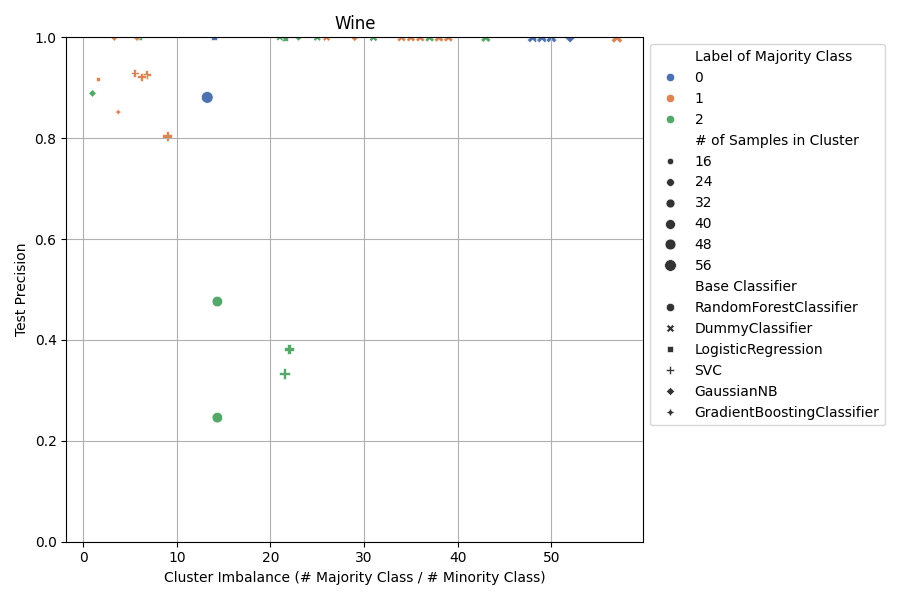 Wine
1.0
0.8
0.6
0.4
0.2
0.0
Test Precision
0
10
20
30
40
50
Cluster Imbalance (# Majority Class / # Minority Class)
Label of Majority Class
0
1
2
# of Samples in Cluster
16
24
32
40
48
56
Base Classifier
RandomForestClassifier
DummyClassifier
LogisticRegression
SVC
GaussianNB
GradientBoostingClassifier